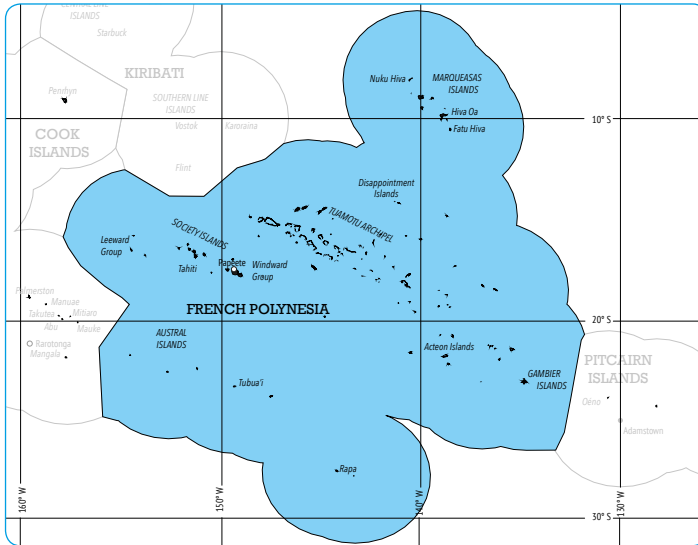 CENTRAL LINE
ISLANDS
Starbuck
KIRIBATI
Penrhyn
SOUTHERN LINE
ISLANDS
Vostok
Karoraina
COOK
ISLANDS
Flint
Nuku Hiva
MARQUEASAS
ISLANDS
Hiva Oa
Fatu Hiva
10° S
Disappointment
Islands
TUAMOTU ARCHIPEL
SOCIETY ISLANDS
Leeward
Group
Tahiti
Papeete
Windward
Group
FRENCH POLYNESIA
20° S
Palmerston
Manuae
Takutea
Mitiaro
Abu
Mauke
Rarotonga
Mangaia
AUSTRAL
ISLANDS
Tubua'i
Acteon Islands
GAMBIER
ISLANDS
PITCAIRN
ISLANDS
Oeno
Adamstown
Rapa
160° W
150° W
140° W
130° W
30° S